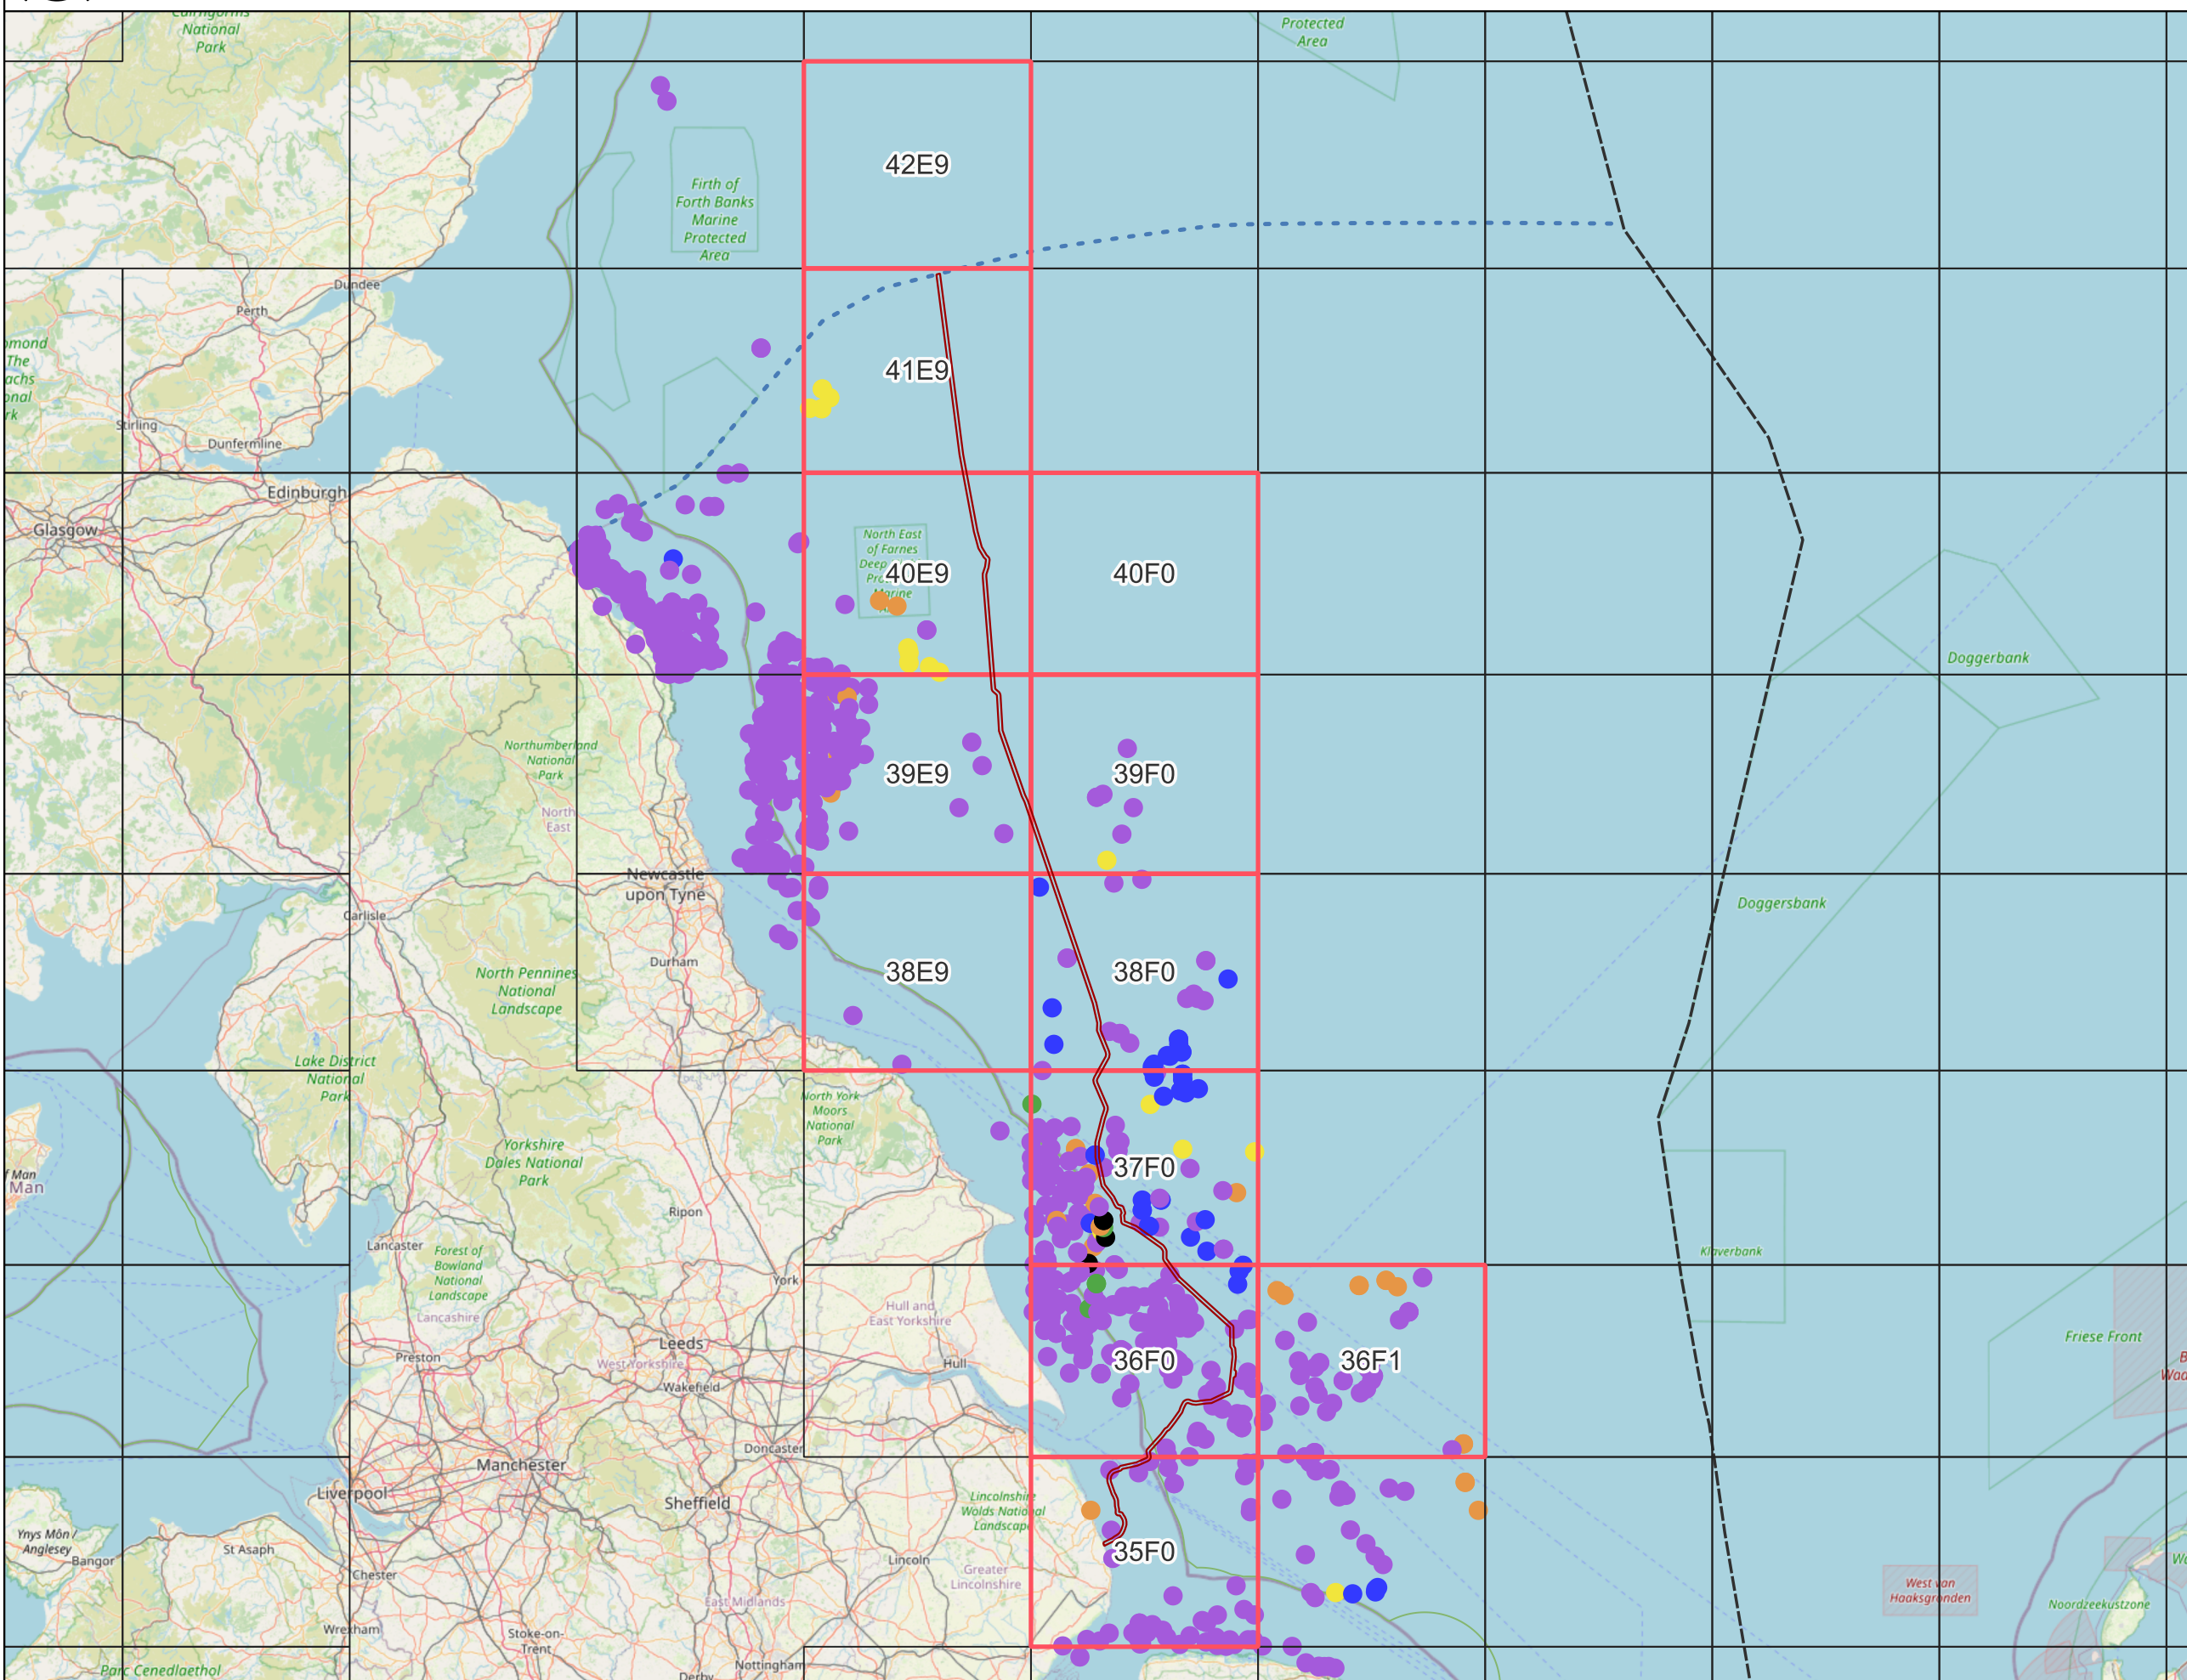 Cairngorms
National
Park
Protected
Area
42E9
Firth of
Forth Banks
Marine
Protected
Area
Dundee
Perth
The
41E9
Stirling
Dunfermline
Edinburgh
Glasgow
North East
of Farnes
Deep
40E9
40F0
Marine
Doggerbank
Northumberland
National
Park
39E9
39F0
North
East
Newcastle
upon Tyne
Carlisle
Doggersbank
Durham
38E9
38F0
North Pennines
National
Landscape
Lake District
National
Park
North York
Moors
National
Park
Yorkshire
Dales National
Park
37F0
f Man
Man
Ripon
Lancaster
Forest of
Bowland
National
Landscape
Klaverbank
York
Lancashire
Hull and
East Yorkshire
Friese Front
Leeds
Preston
West Yorkshire
Hull
36F0
36F1
Wakefield
Doncaster
Manchester
Liverpool
Sheffield
Lincolnshire
Wolds National
Landscape
Ynys Môn /
Anglesey
St Asaph
Bangor
Lincoln
35F0
Chester
Greater
Lincolnshire
West van
Haaksgronden
Noordzeekustzone
East Midlands
Wrexham
Stoke-on-
Trent
Nottingham
Parc Cenedlaethol
Derby